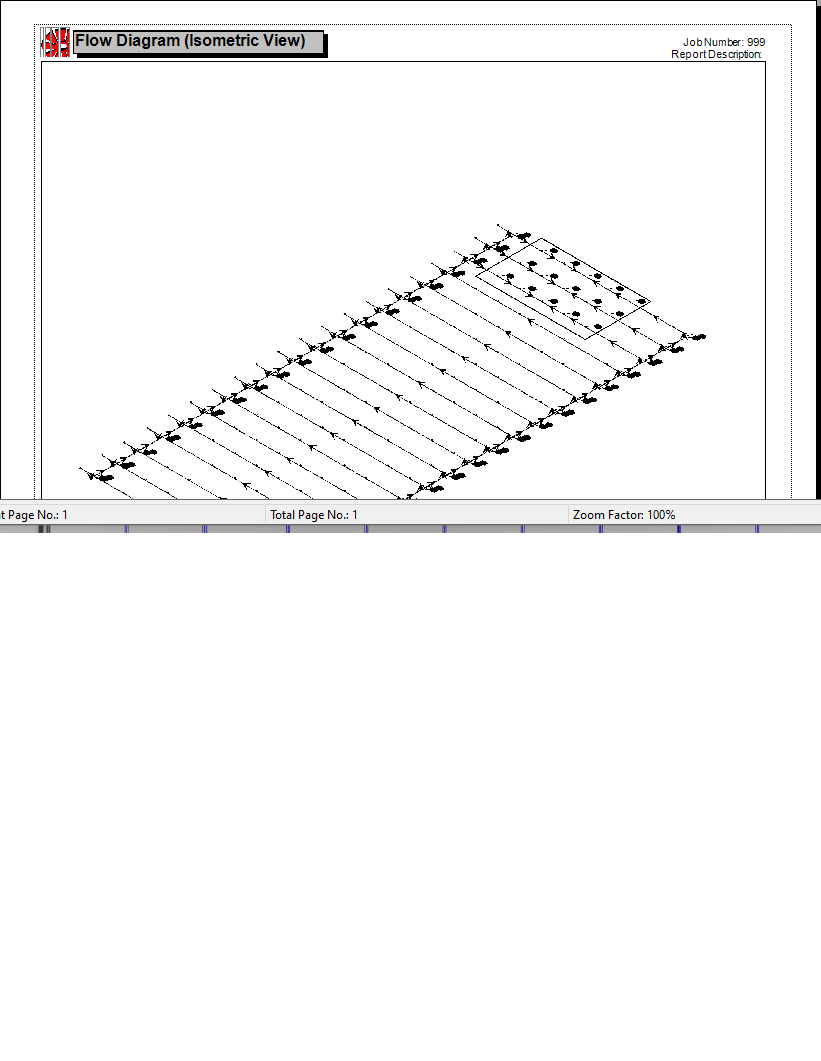 Flow Diagram (Isometric View)
Job Number: 999
Report Description:
t Page No.: 1
Total Page No.: 1
Zoom Factor: 100%